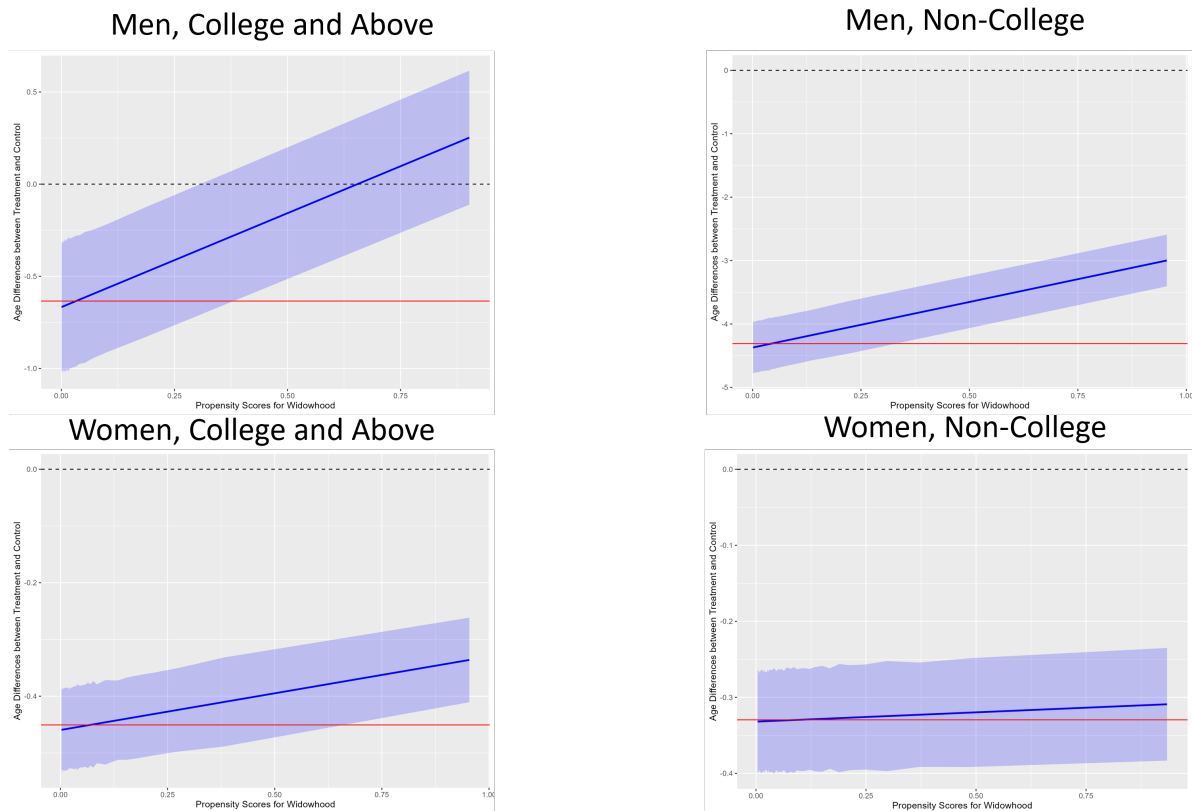 Men, College and Above
Men, Non-College
Age Differences between Treatment and Control
0.5
0.0
-0.5
-1.0
0.00 0.25 0.50 0.75
Propensity Scores for Widowhood
Age Differences between Treatment and Control
0
-1
-2
-3
-4
-5
0.00 0.25 0.50 0.75 1.00
Propensity Scores for Widowhood
Women, College and Above
Women, Non-College
Age Differences between Treatment and Control
0.0
-0.2
-0.4
0.00 0.25 0.50 0.75 1.00
Propensity Scores for Widowhood
Age Differences between Treatment and Control
0.0
-0.1
-0.2
-0.3
-0.4
0.00 0.25 0.50 0.75
Propensity Scores for Widowhood